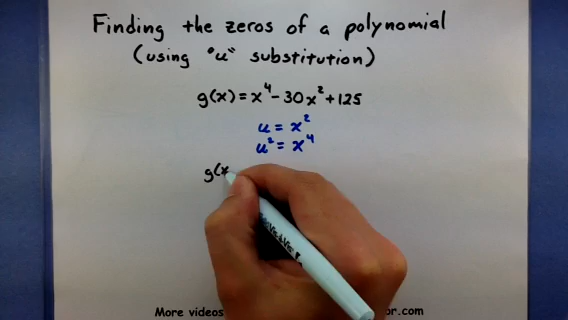 Finding the zeros of a polynomial
(using "u" substitution)
g(x) = x⁴ - 30x² + 125
u = x²
u² = x⁴
g(x
More videos or.com